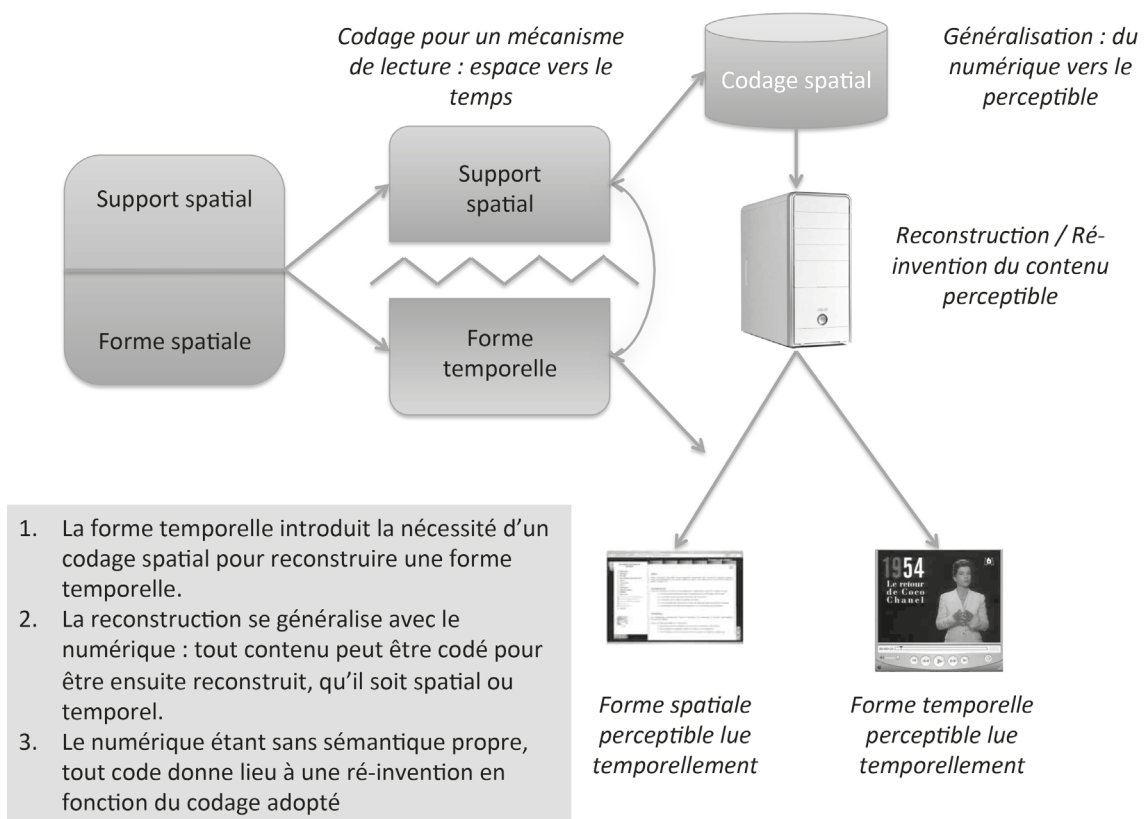 Codage pour un mécanisme
de lecture : espace vers le
temps
Codage spatial
Généralisation : du
numérique vers le
perceptible
Support spatial
Forme spatiale
Support
spatial
Forme
temporelle
Reconstruction / Ré-
invention du contenu
perceptible
1. La forme temporelle introduit la nécessité d'un
codage spatial pour reconstruire une forme
temporelle.
2. La reconstruction se généralise avec le
numérique : tout contenu peut être codé pour
être ensuite reconstruit, qu'il soit spatial ou
temporel.
3. Le numérique étant sans sémantique propre,
tout code donne lieu à une ré-invention en
fonction du codage adopté
1954
Le retour
de Coco
Chanel
Forme spatiale
perceptible lue
temporellement
Forme temporelle
perceptible lue
temporellement